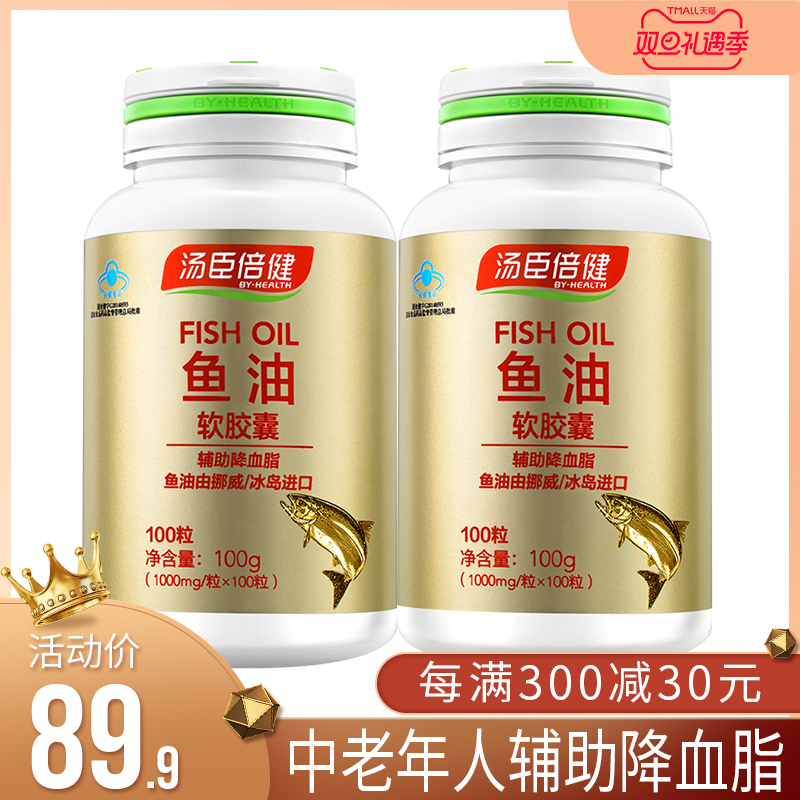 TMALL天猫
双旦礼遇季
BY-HEALTH
汤臣倍健
BY-HEALTH
FISH OIL
鱼油
软胶囊
辅助降血脂
鱼油由挪威/冰岛进口
100粒
净含量：100g
(1000mg/粒×100粒)
BY-HEALTH
汤臣倍健
BY-HEALTH
FISH OIL
鱼油
软胶囊
辅助降血脂
鱼油由挪威/冰岛进口
100粒
净含量：100g
(1000mg/粒×100粒)
活动价
89.9
每满300减30元
中老年人辅助降血脂